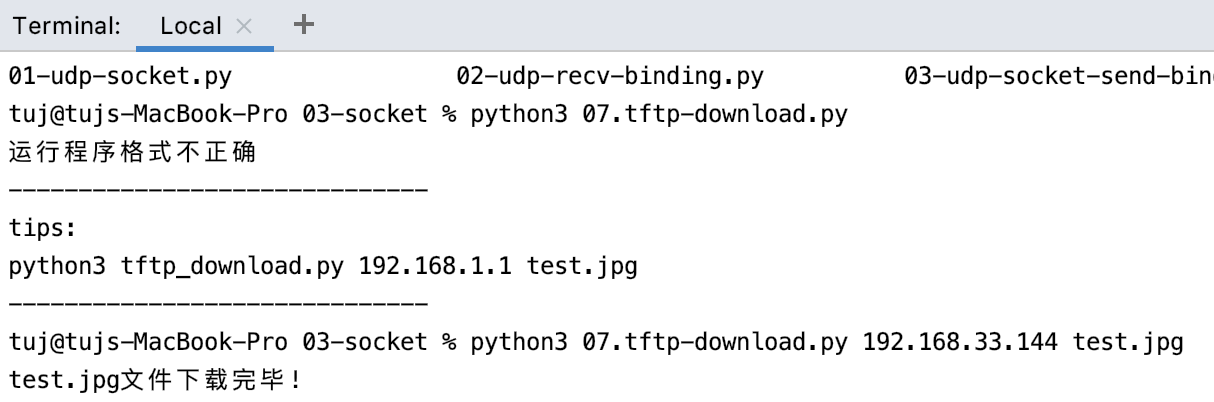 Terminal: Local × +
01-udp-socket.py 02-udp-recv-binding.py 03-udp-socket-send-bin
tuj@tujs-MacBook-Pro 03-socket % python3 07.tftp-download.py
运行程序格式不正确
------------------------------
tips:
python3 tftp_download.py 192.168.1.1 test.jpg
------------------------------
tuj@tujs-MacBook-Pro 03-socket % python3 07.tftp-download.py 192.168.33.144 test.jpg
test.jpg文件下载完毕！